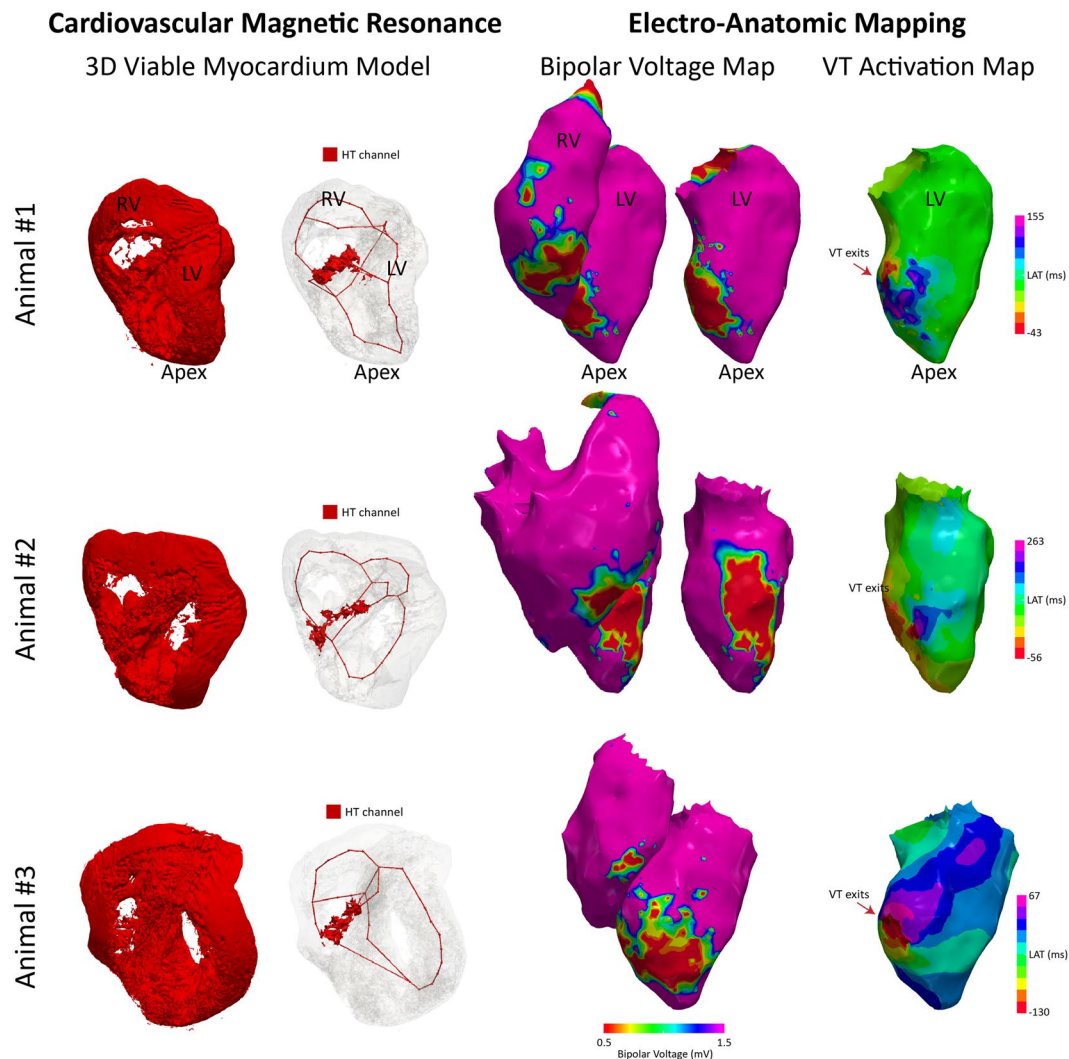 Cardiovascular Magnetic Resonance
Electro-Anatomic Mapping
3D Viable Myocardium Model
Bipolar Voltage Map
VT Activation Map
Animal #1
RV
LV
Apex
HT channel
RV
LV
Apex
RV
LV
Apex
LV
Apex
LV
VT exits
Apex
155
LAT (ms)
-43
Animal #2
HT channel
VT exits
263
LAT (ms)
-56
Animal #3
HT channel
VT exits
67
LAT (ms)
-130
0.5
1.5
Bipolar Voltage (mV)